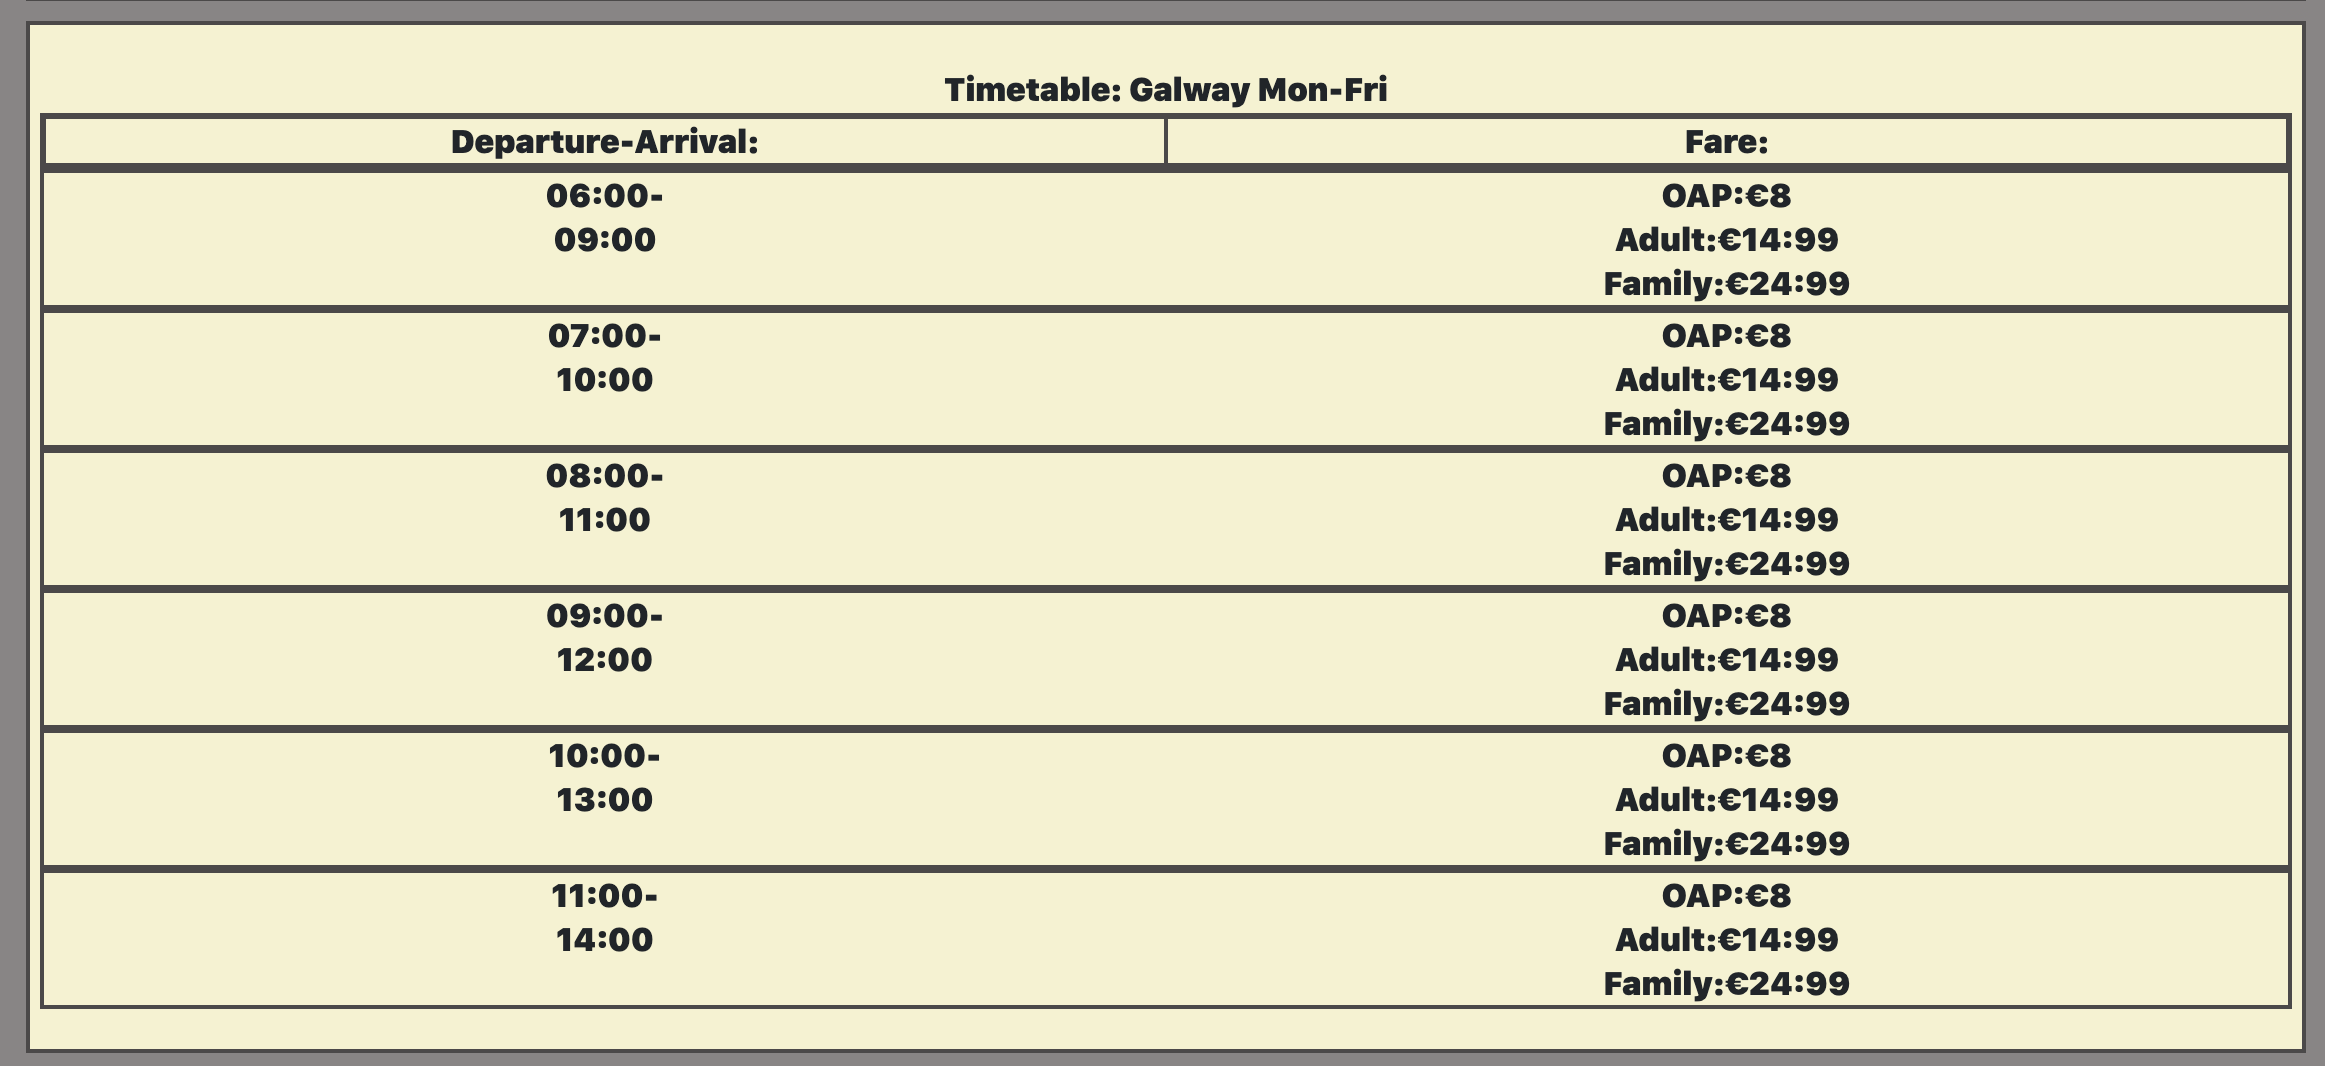 Timetable: Galway Mon-Fri
Departure-Arrival: Fare:
06:00- OAP:€8
09:00 Adult:€14:99
Family:€24:99
07:00- OAP:€8
10:00 Adult:€14:99
Family:€24:99
08:00- OAP:€8
11:00 Adult:€14:99
Family:€24:99
09:00- OAP:€8
12:00 Adult:€14:99
Family:€24:99
10:00- OAP:€8
13:00 Adult:€14:99
Family:€24:99
11:00- OAP:€8
14:00 Adult:€14:99
Family:€24:99